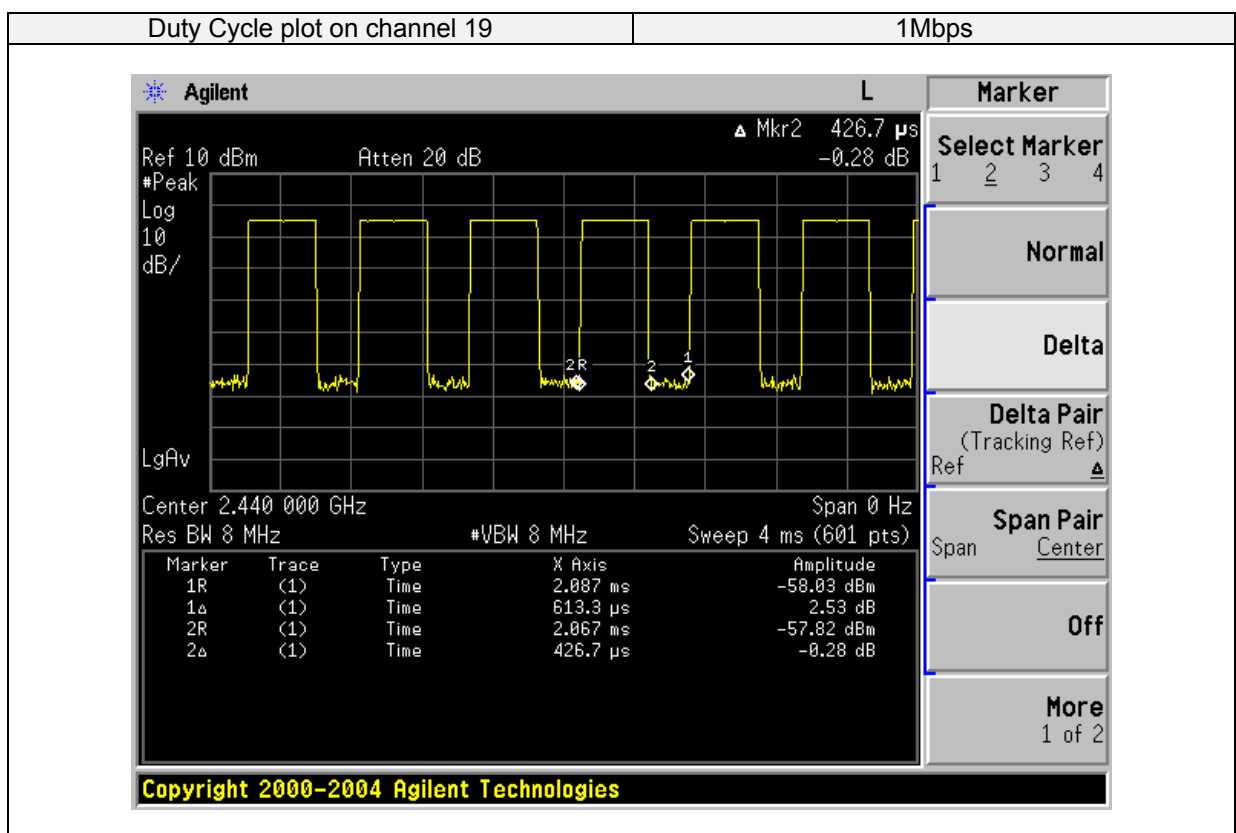 Duty Cycle plot on channel 19 1Mbps
Agilent L Marker
Δ Mkr2 426.7 µs
Ref 10 dBm Atten 20 dB -0.28 dB
#Peak
Log
10
dB/
2R 2 1
LgAv
Center 2.440 000 GHz Span 0 Hz
Res BW 8 MHz #VBW 8 MHz Sweep 4 ms (601 pts)
Marker Trace Type X Axis Amplitude
1R (1) Time 2.087 ms -58.03 dBm
1Δ (1) Time 613.3 µs 2.53 dB
2R (1) Time 2.067 ms -57.82 dBm
2Δ (1) Time 426.7 µs -0.28 dB
Select Marker
1 2 3 4
Normal
Delta
Delta Pair
(Tracking Ref)
Ref Δ
Span Pair
Span Center
Off
More
1 of 2
Copyright 2000-2004 Agilent Technologies